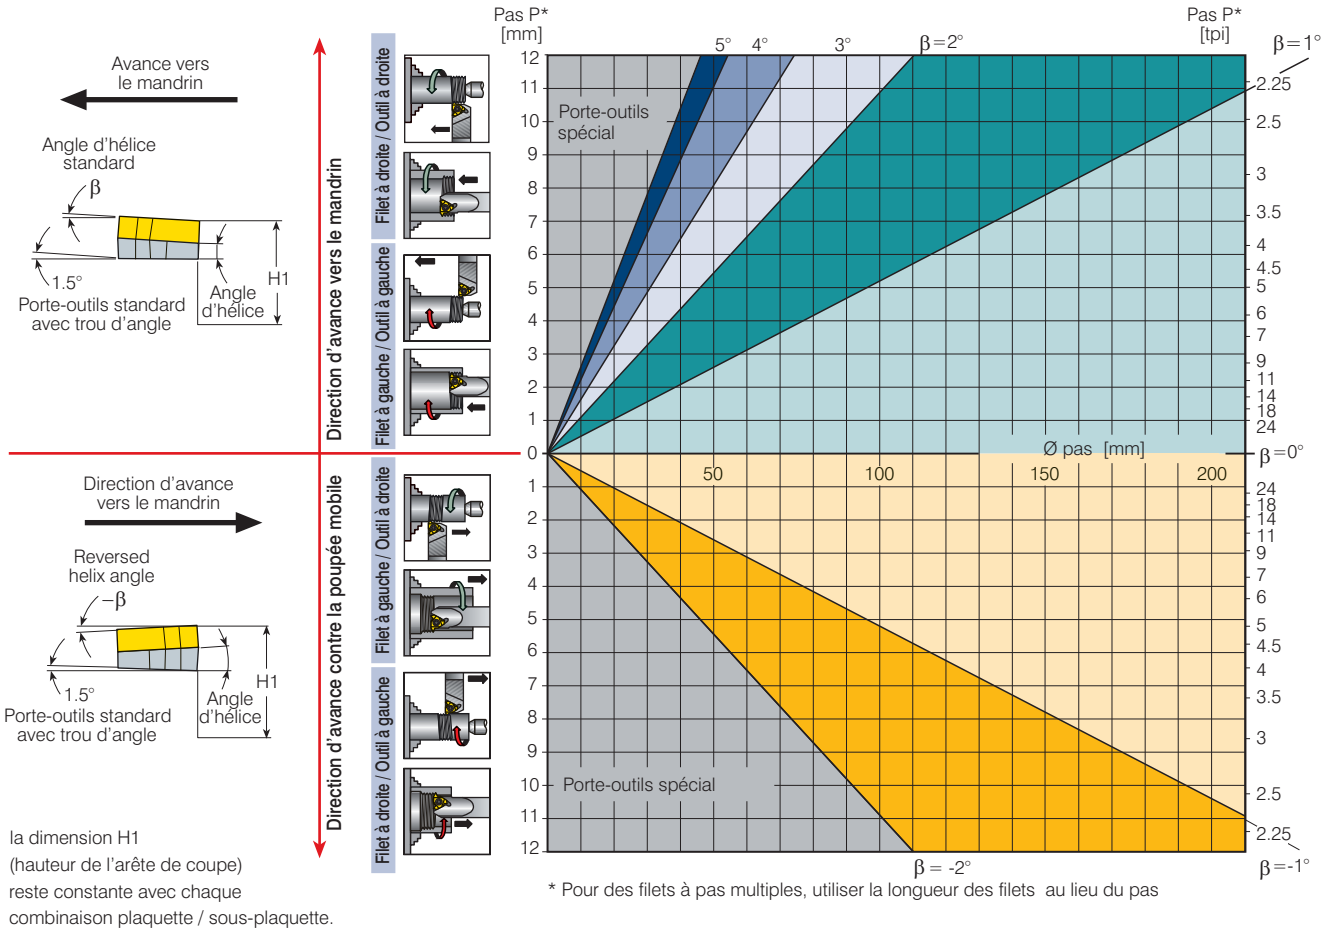 Avance vers
le mandrin
Angle d'hélice
standard
β
1.5°
Porte-outils standard
avec trou d'angle
Angle
d'hélice
H1
Direction d'avance vers le mandrin
Filet à droite / Outil à droite
Filet à gauche / Outil à gauche
Direction d'avance
vers le mandrin
Reversed
helix angle
–β
1.5°
Porte-outils standard
avec trou d'angle
Angle
d'hélice
H1
Direction d'avance contre la poupée mobile
Filet à gauche / Outil à droite
Filet à droite / Outil à gauche
la dimension H1
(hauteur de l'arête de coupe)
reste constante avec chaque
combinaison plaquette / sous-plaquette.
Pas P*
[mm]
5° 4° 3° β=2°
Pas P*
[tpi]
β=1°
12
11
10
9
8
7
6
5
4
3
2
1
0
1
2
3
4
5
6
7
8
9
10
11
12
Porte-outils
spécial
2.25
2.5
3
3.5
4
4.5
5
6
7
9
11
14
18
24
β=0°
Ø pas [mm]
50 100 150 200
24
18
14
11
9
7
6
5
4.5
4
3.5
3
2.5
2.25
Porte-outils spécial
β = -2°
β=-1°
* Pour des filets à pas multiples, utiliser la longueur des filets au lieu du pas